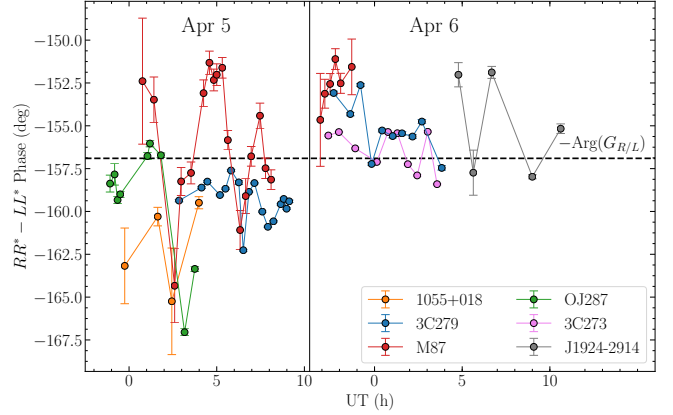 Apr 5
Apr 6
RR* − LL* Phase (deg)
−150.0
−152.5
−155.0
−157.5
−160.0
−162.5
−165.0
−167.5
−Arg(G_{R/L})
1055+018
3C279
M87
OJ287
3C273
J1924-2914
0 5 10 0 5 10
UT (h)